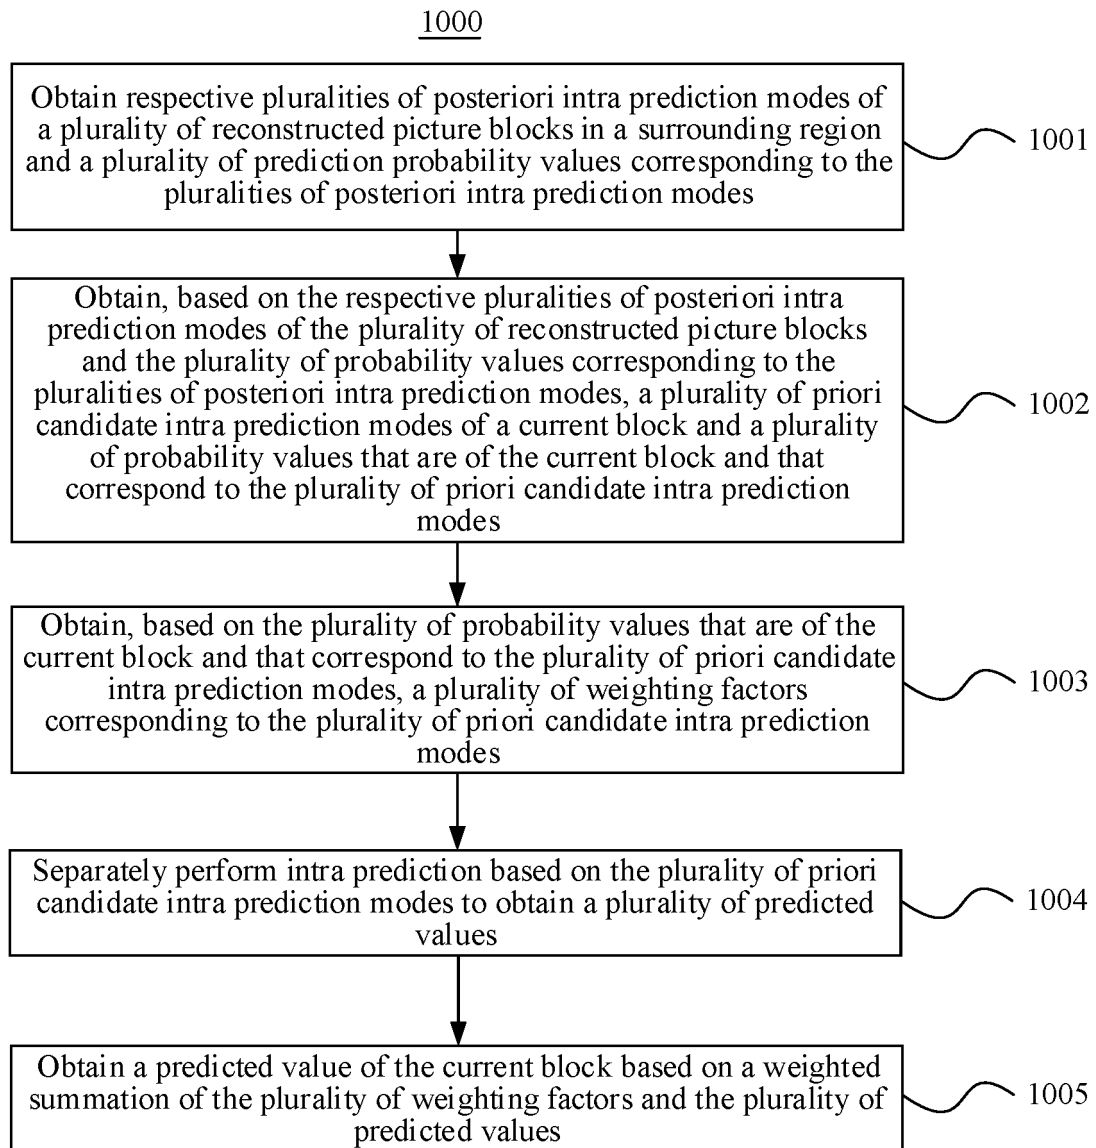 1000
Obtain respective pluralities of posteriori intra prediction modes of
a plurality of reconstructed picture blocks in a surrounding region
and a plurality of prediction probability values corresponding to the
pluralities of posteriori intra prediction modes
1001
Obtain, based on the respective pluralities of posteriori intra
prediction modes of the plurality of reconstructed picture blocks
and the plurality of probability values corresponding to the
pluralities of posteriori intra prediction modes, a plurality of priori
candidate intra prediction modes of a current block and a plurality
of probability values that are of the current block and that
correspond to the plurality of priori candidate intra prediction
modes
1002
Obtain, based on the plurality of probability values that are of the
current block and that correspond to the plurality of priori candidate
intra prediction modes, a plurality of weighting factors
corresponding to the plurality of priori candidate intra prediction
modes
1003
Separately perform intra prediction based on the plurality of priori
candidate intra prediction modes to obtain a plurality of predicted
values
1004
Obtain a predicted value of the current block based on a weighted
summation of the plurality of weighting factors and the plurality of
predicted values
1005